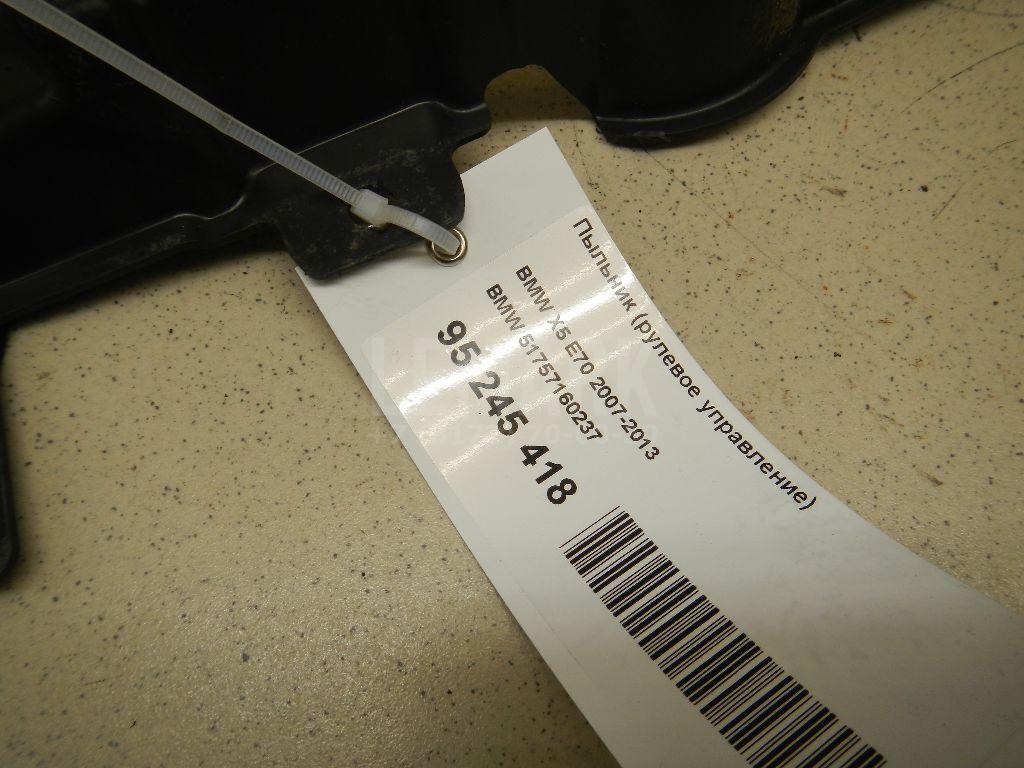 Пыльник (рулевое управление)
BMW X5 E70 2007-2013
BMW 51757160237
95 245 418